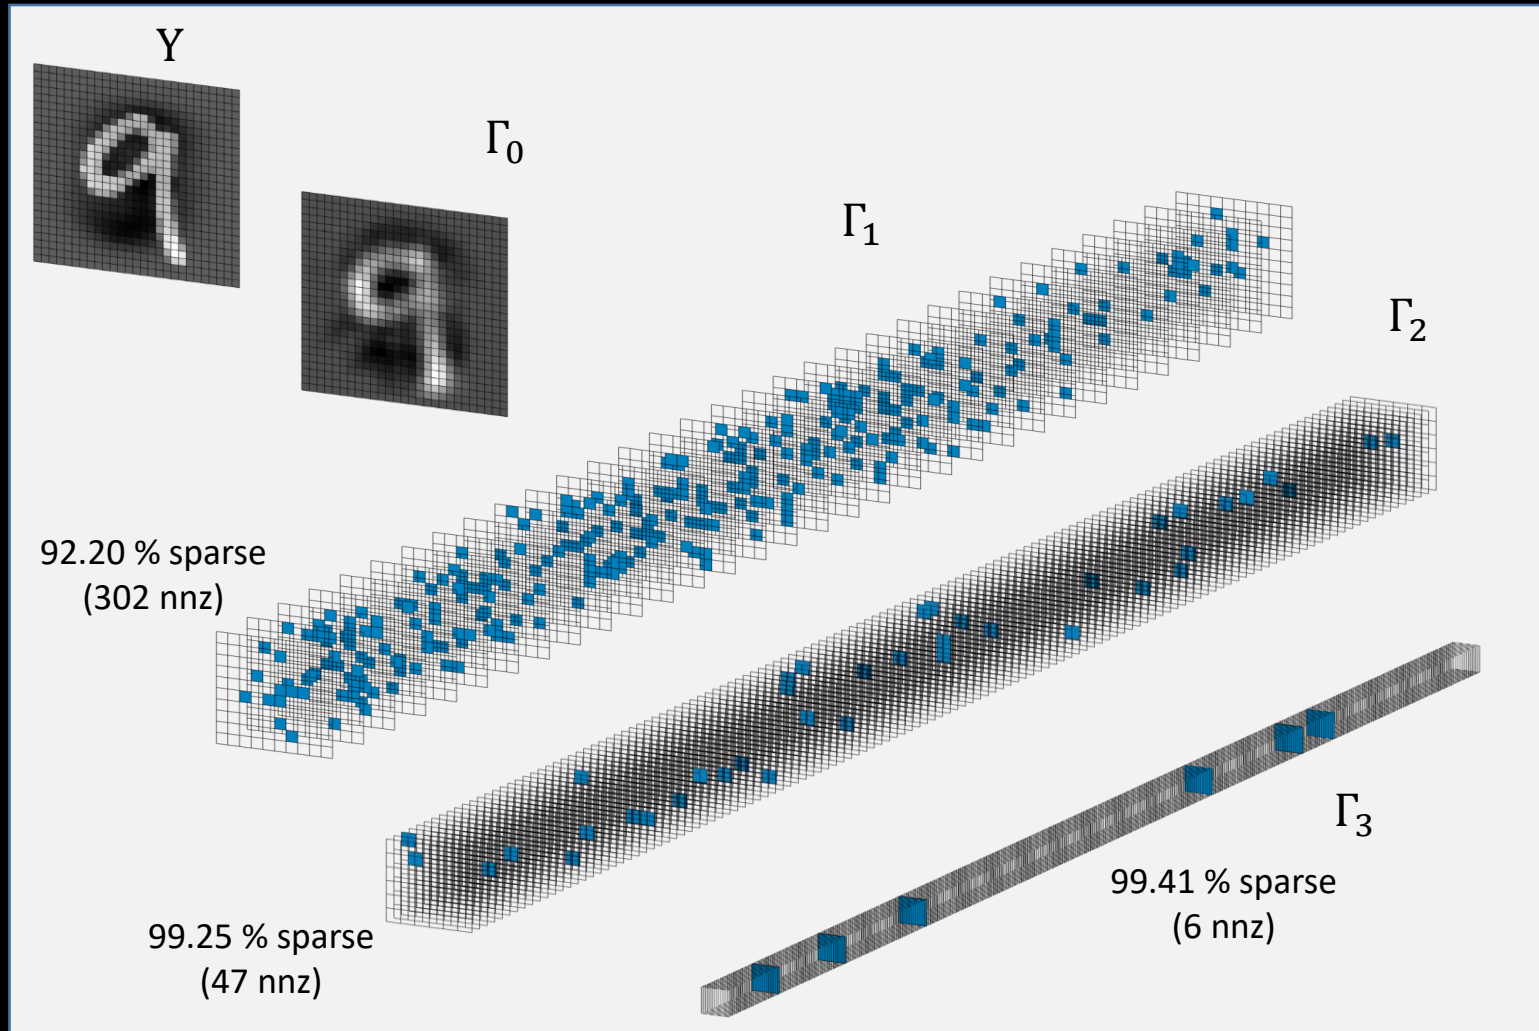 Y
Γ₀
Γ₁
Γ₂
92.20 % sparse
(302 nnz)
Γ₃
99.41 % sparse
(6 nnz)
99.25 % sparse
(47 nnz)